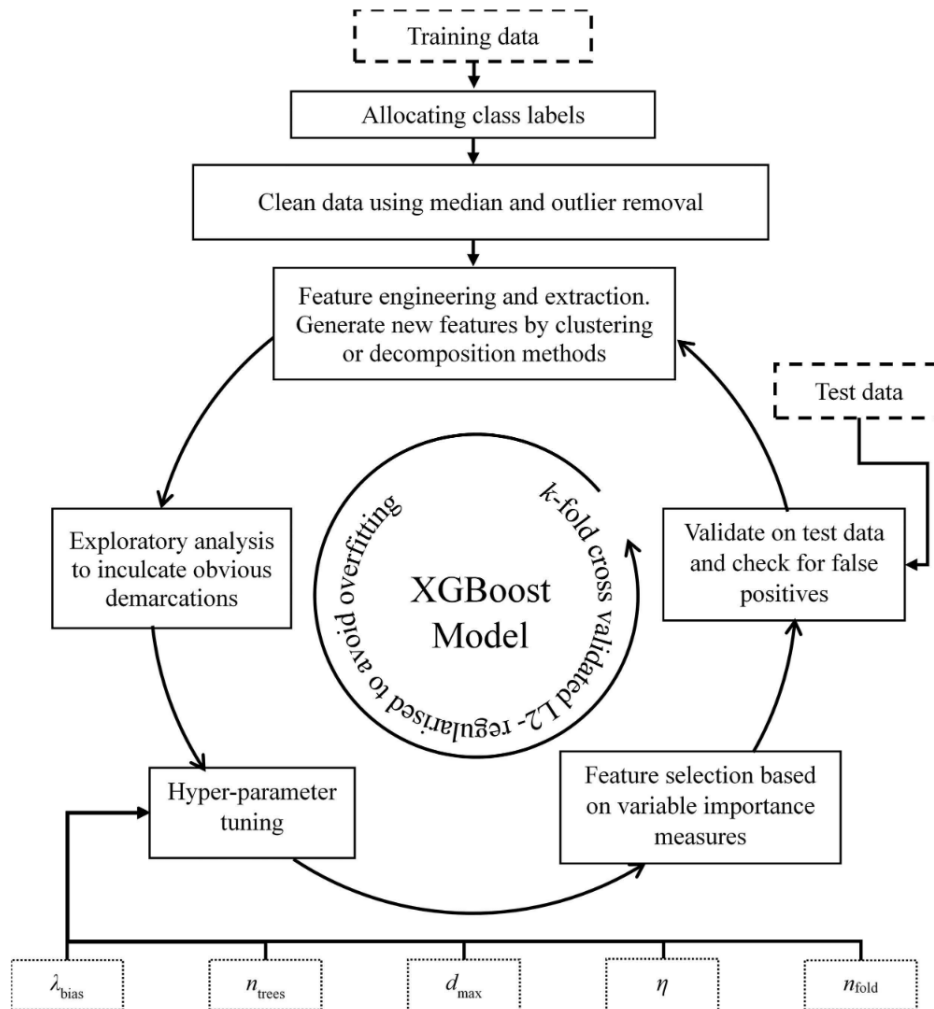 Training data
Allocating class labels
Clean data using median and outlier removal
Feature engineering and extraction.
Generate new features by clustering
or decomposition methods
Test data
Exploratory analysis
to inculcate obvious
demarcations
k-fold cross validated L2- regularised to avoid overfitting
XGBoost
Model
Validate on test data
and check for false
positives
Hyper-parameter
tuning
Feature selection based
on variable importance
measures
λbias
ntrees
dmax
η
nfold